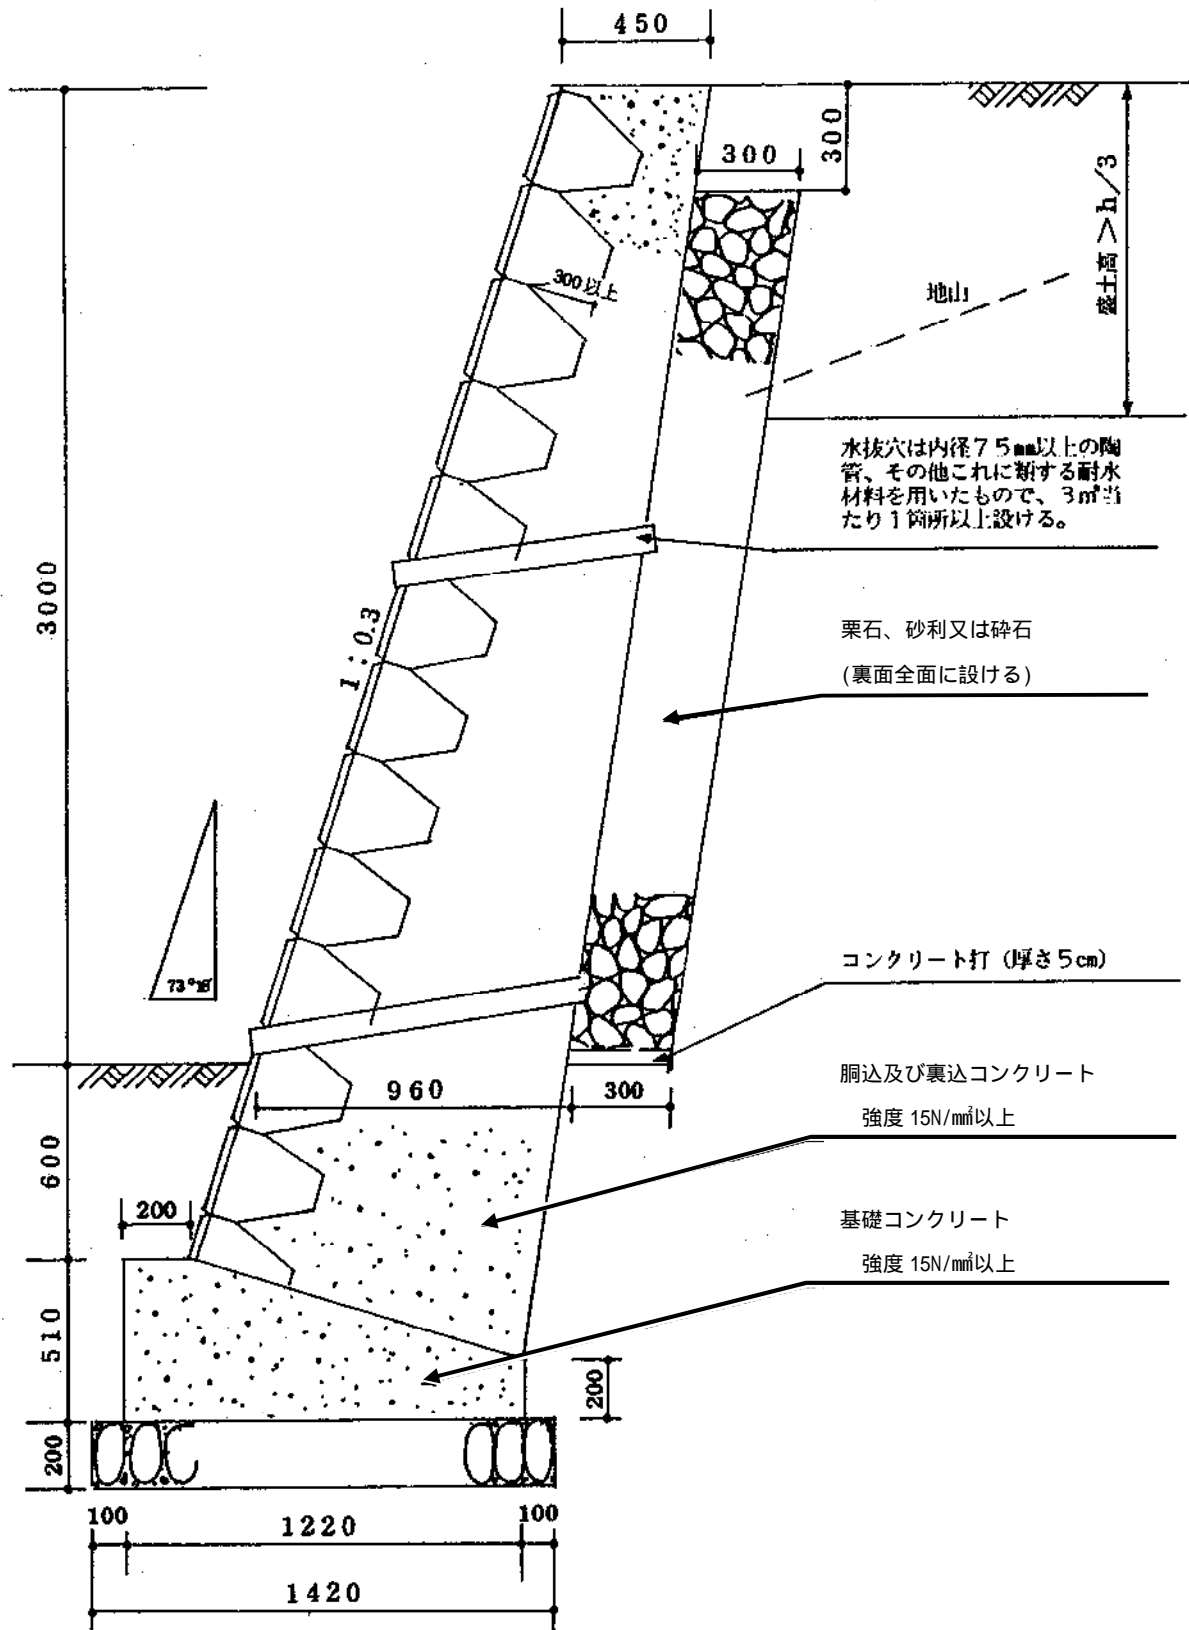 450
300
300
盛土高>h/3
地山
300以上
水抜穴は内径75mm以上の陶
管、その他これに類する耐水
材料を用いたもので、3㎡当
たり1箇所以上設ける。
3000
1:0.3
栗石、砂利又は砕石
(裏面全面に設ける)
コンクリート打(厚さ5cm)
960
300
胴込及び裏込コンクリート
強度 15N/m㎡以上
600
200
基礎コンクリート
強度 15N/m㎡以上
510
200
200
100
1220
100
1420